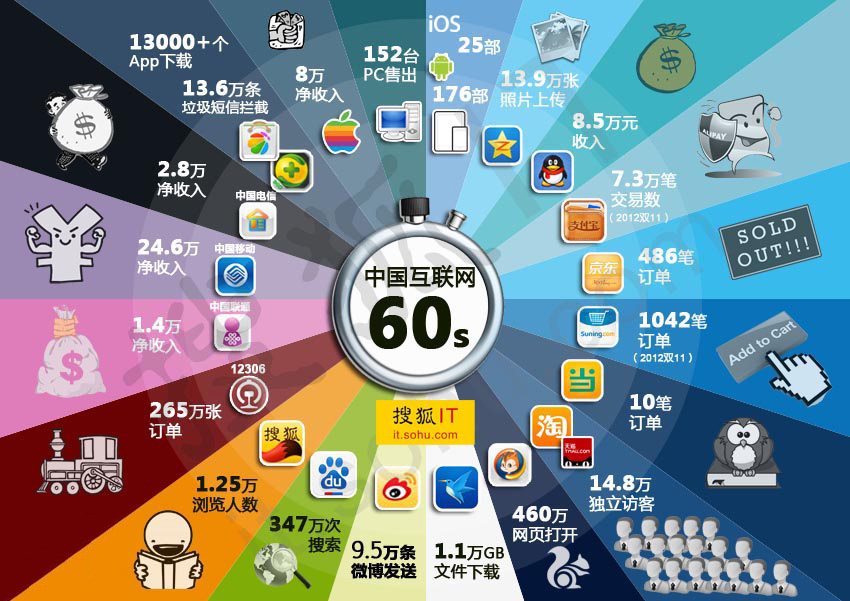 iOS
25部
176部
13.9万张
照片上传
8.5万元
收入
ALIPAY
7.3万笔
交易数
(2012双11)
支付宝
486笔
订单
京东
SOLD
OUT!!!
1042笔
订单
(2012双11)
Suning.com
Add to Cart
当
10笔
订单
淘
天猫
TMALL.COM
14.8万
独立访客
460万
网页打开
1.1万GB
文件下载
9.5万条
微博发送
347万次
搜索
du
1.25万
浏览人数
搜狐
265万张
订单
12306
1.4万
净收入
中国联通
24.6万
净收入
中国移动
2.8万
净收入
中国电信
13000+个
App下载
13.6万条
垃圾短信拦截
8万
净收入
152台
PC售出
中国互联网
60s
搜狐IT
it.sohu.com